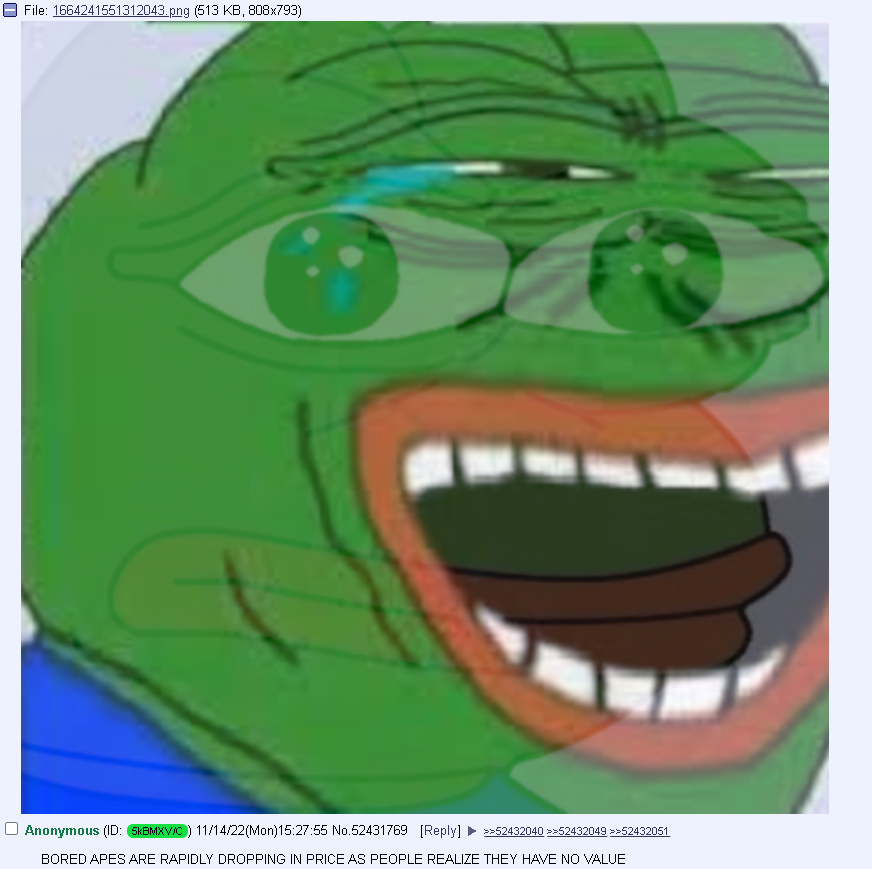 File: 1664241551312043.png (513 KB, 808x793)
Anonymous (ID: 5kBMXV/C) 11/14/22(Mon)15:27:55 No.52431769 [Reply] ▶ >>52432040 >>52432049 >>52432051
BORED APES ARE RAPIDLY DROPPING IN PRICE AS PEOPLE REALIZE THEY HAVE NO VALUE